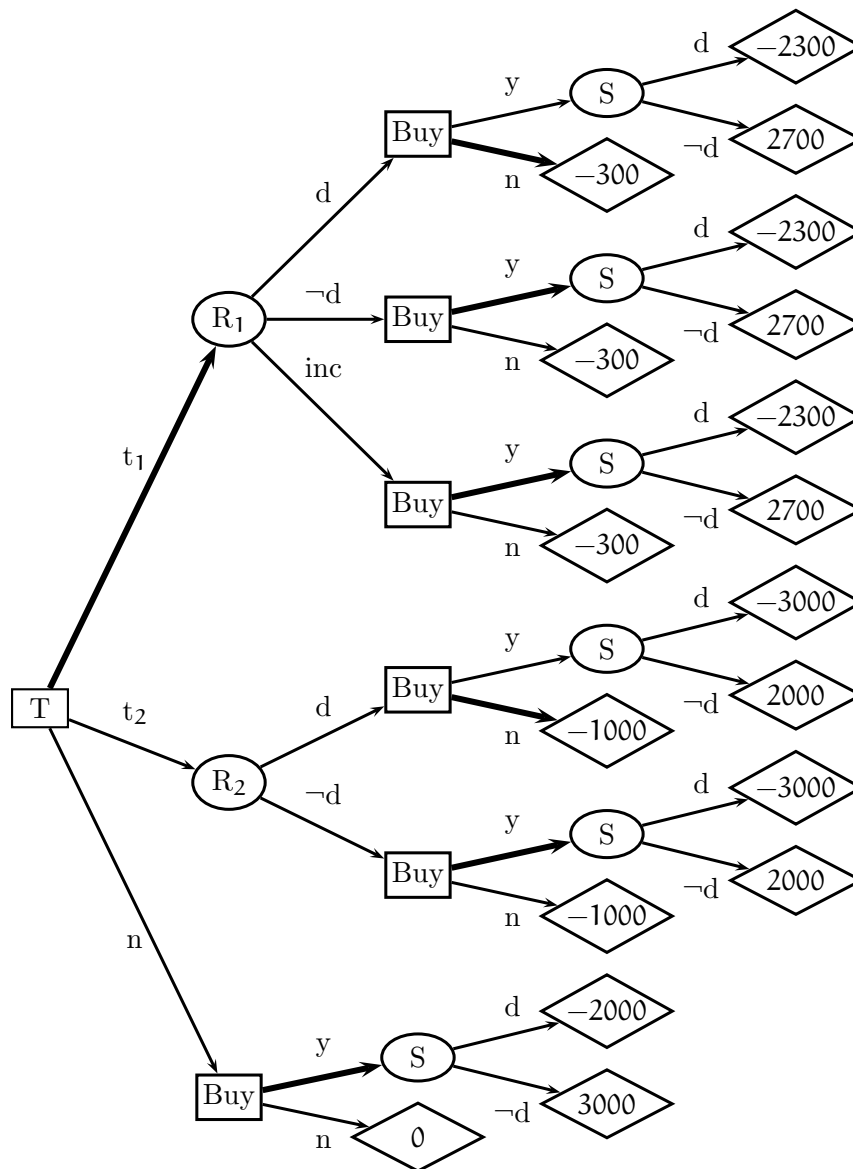 d −2300
y S
Buy ¬d 2700
n −300
d
d −2300
y S
¬d Buy ¬d 2700
R₁ n −300
inc
d −2300
y S
t₁ Buy ¬d 2700
n −300
d −3000
y S
T t₂ d Buy ¬d 2000
n −1000
R₂
¬d d −3000
y S
Buy ¬d 2000
n n −1000
d −2000
y S
Buy ¬d 3000
n 0